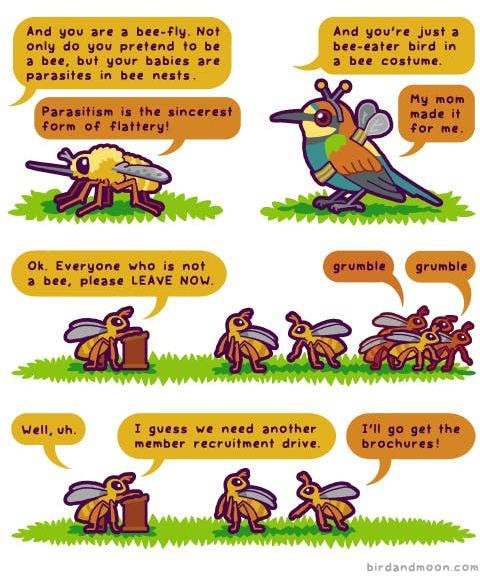 And you are a bee-fly. Not
only do you pretend to be
a bee, but your babies are
parasites in bee nests.
Parasitism is the sincerest
form of flattery!
And you're just a
bee-eater bird in
a bee costume.
My mom
made it
for me.
Ok. Everyone who is not
a bee, please LEAVE NOW.
grumble
grumble
Well, uh.
I guess we need another
member recruitment drive.
I'll go get the
brochures!
birdandmoon.com